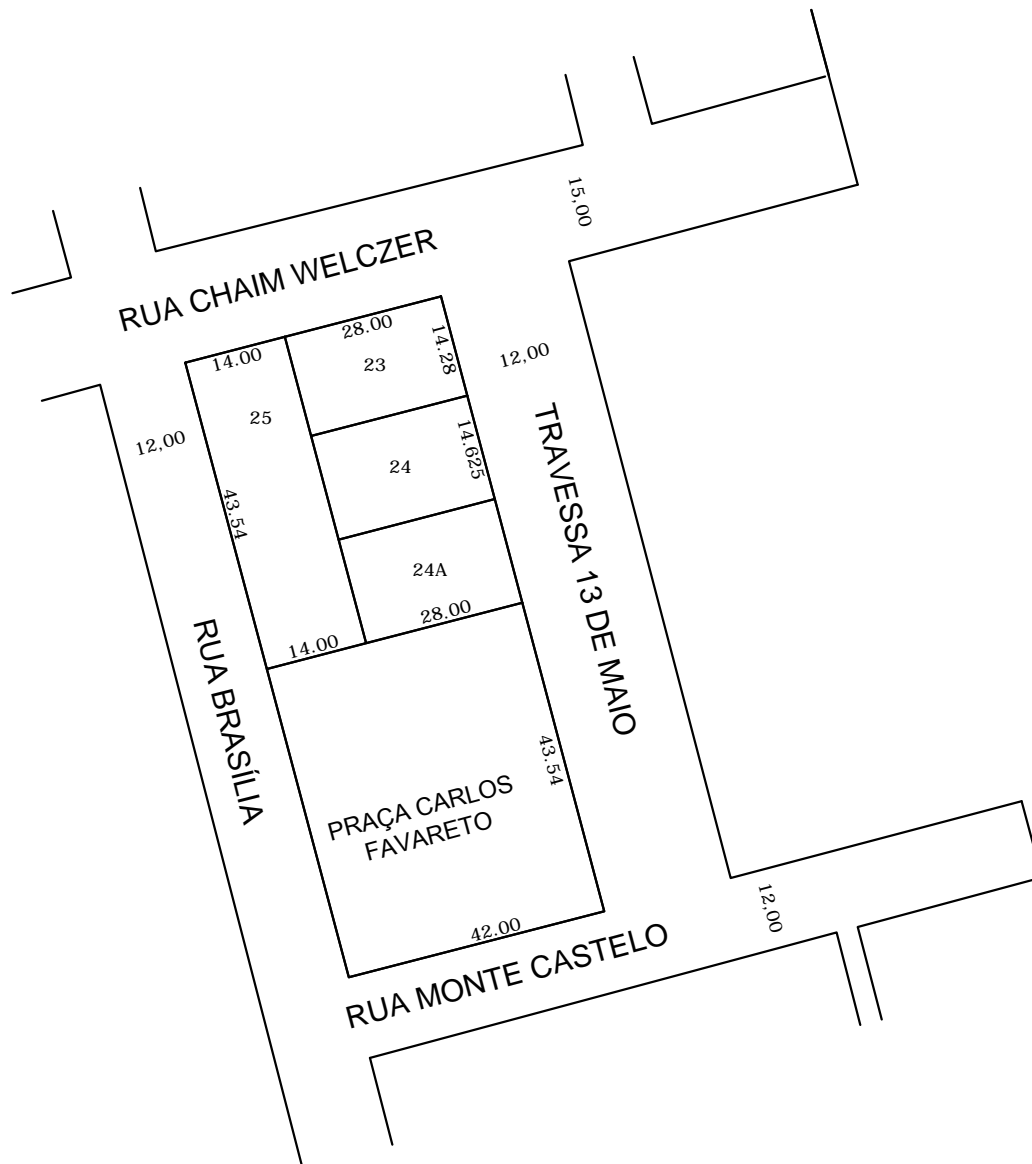 15,00
RUA CHAIM WELCZER
28.00
14.00
14.28
23
12,00
25
12,00
14.625
24
TRAVESSA 13 DE MAIO
43.54
24A
28.00
14.00
RUA BRASÍLIA
43.54
PRAÇA CARLOS
FAVARETO
12,00
42.00
RUA MONTE CASTELO